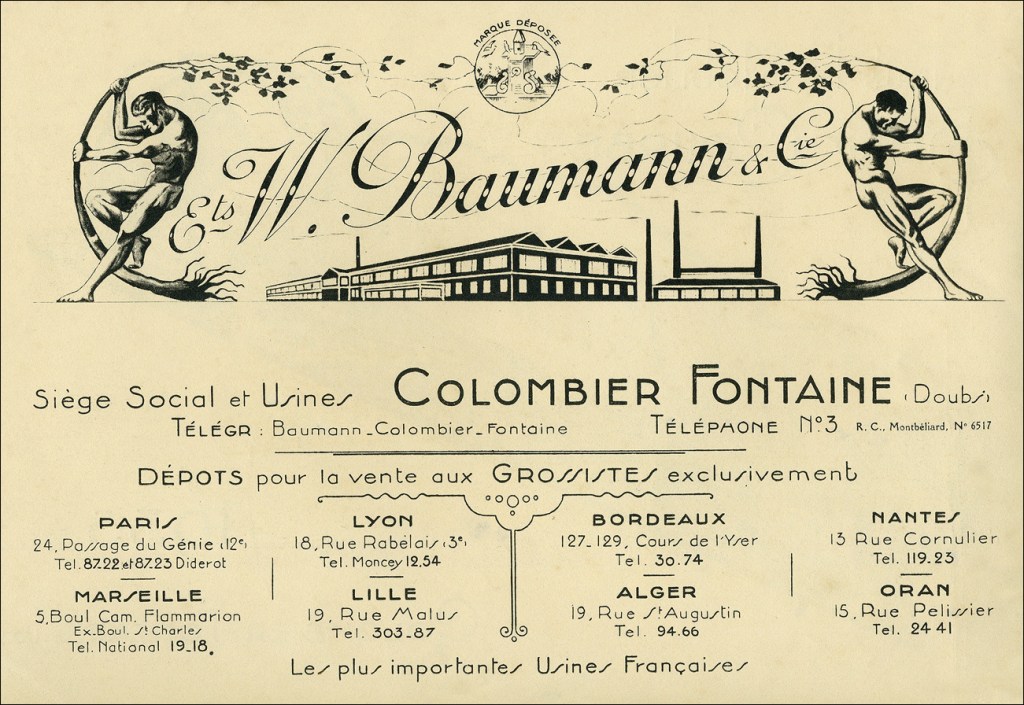 MARQUE DÉPOSÉE
Ets W. Baumann & Cie
Siège Social et Usines COLOMBIER FONTAINE (Doubs)
TÉLÉGR : Baumann_Colombier_Fontaine TÉLÉPHONE N°.3 R. C., Montbéliard, N° 6517
DÉPOTS pour la vente aux GROSSISTES exclusivement
PARIS
24, Passage du Génie (12e)
Tel. 87.22 et 87.23 Diderot
MARSEILLE
5, Boul Cam. Flammarion
Ex-Boul. St Charles
Tel. National 19-18.
LYON
18, Rue Rabelais (3e)
Tel. Moncey 12.54
LILLE
19, Rue Malus
Tel. 303-87
BORDEAUX
127-129, Cours de l'Yser
Tel. 30.74
ALGER
19, Rue St Augustin
Tel. 94.66
NANTES
13 Rue Cornulier
Tel. 119.23
ORAN
15, Rue Pelissier
Tel. 24 41
Les plus importantes Usines Françaises